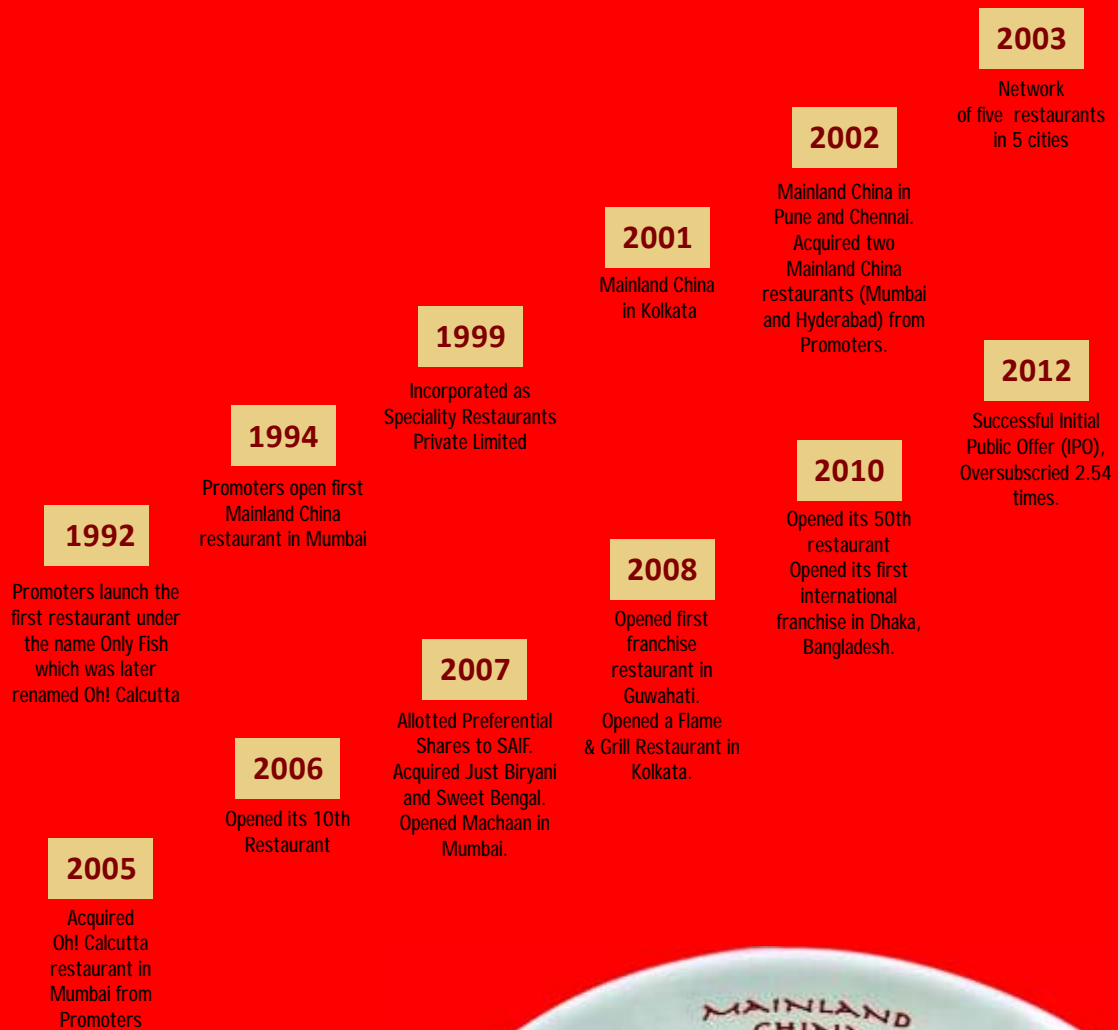 1992
Promoters launch the
first restaurant under
the name Only Fish
which was later
renamed Oh! Calcutta
1994
Promoters open first
Mainland China
restaurant in Mumbai
1999
Incorporated as
Speciality Restaurants
Private Limited
2001
Mainland China
in Kolkata
2002
Mainland China in
Pune and Chennai.
Acquired two
Mainland China
restaurants (Mumbai
and Hyderabad) from
Promoters.
2003
Network
of five restaurants
in 5 cities
2005
Acquired
Oh! Calcutta
restaurant in
Mumbai from
Promoters
2006
Opened its 10th
Restaurant
2007
Allotted Preferential
Shares to SAIF.
Acquired Just Biryani
and Sweet Bengal.
Opened Machaan in
Mumbai.
2008
Opened first
franchise
restaurant in
Guwahati.
Opened a Flame
& Grill Restaurant in
Kolkata.
2010
Opened its 50th
restaurant
Opened its first
international
franchise in Dhaka,
Bangladesh.
2012
Successful Initial
Public Offer (IPO),
Oversubscried 2.54
times.
MAINLAND
CHINA